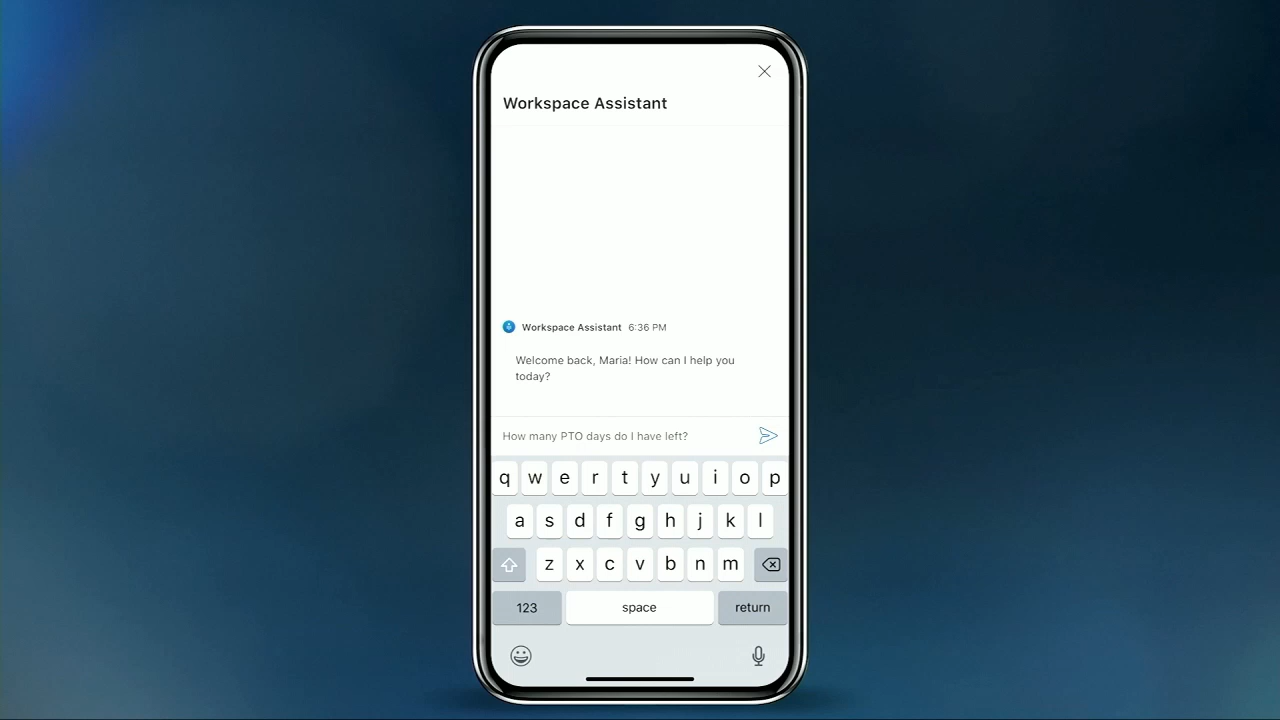 Workspace Assistant
Workspace Assistant 6:36 PM
Welcome back, Maria! How can I help you
today?
How many PTO days do I have left?
q w e r t y u i o p
a s d f g h j k l
z x c v b n m
123 space return